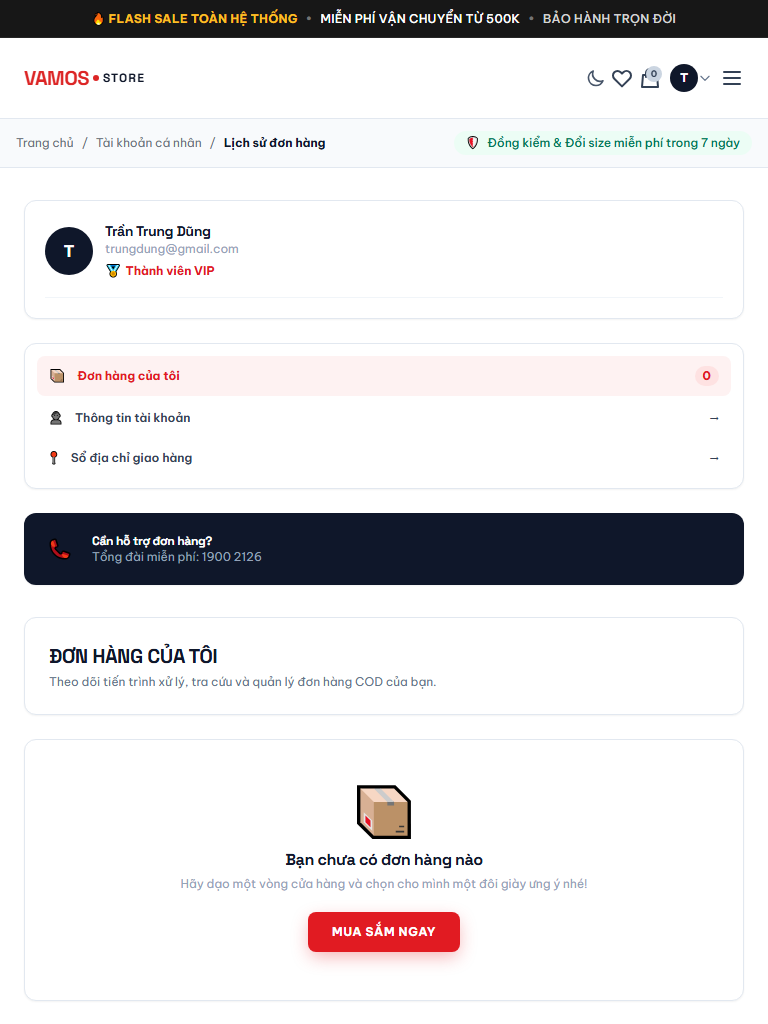 FLASH SALE TOÀN HỆ THỐNG • MIỄN PHÍ VẬN CHUYỂN TỪ 500K • BẢO HÀNH TRỌN ĐỜI
VAMOS • STORE
0
T
Trang chủ / Tài khoản cá nhân / Lịch sử đơn hàng
Đồng kiểm & Đổi size miễn phí trong 7 ngày
T
Trần Trung Dũng
trungdung@gmail.com
Thành viên VIP
Đơn hàng của tôi
0
Thông tin tài khoản →
Sổ địa chỉ giao hàng →
Cần hỗ trợ đơn hàng?
Tổng đài miễn phí: 1900 2126
ĐƠN HÀNG CỦA TÔI
Theo dõi tiến trình xử lý, tra cứu và quản lý đơn hàng COD của bạn.
Bạn chưa có đơn hàng nào
Hãy dạo một vòng cửa hàng và chọn cho mình một đôi giày ưng ý nhé!
MUA SẮM NGAY